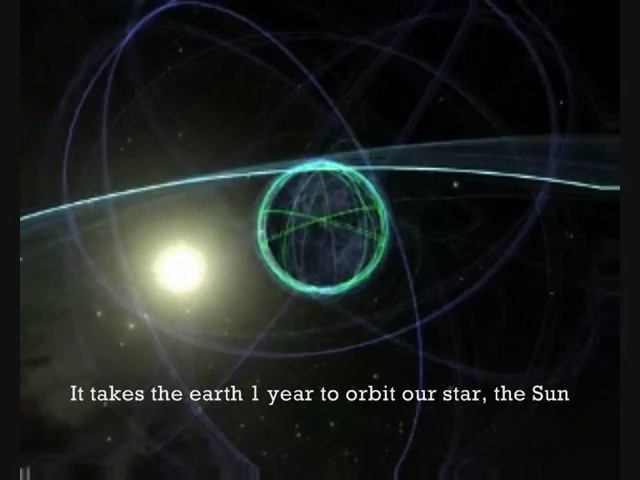 It takes the earth 1 year to orbit our star, the Sun